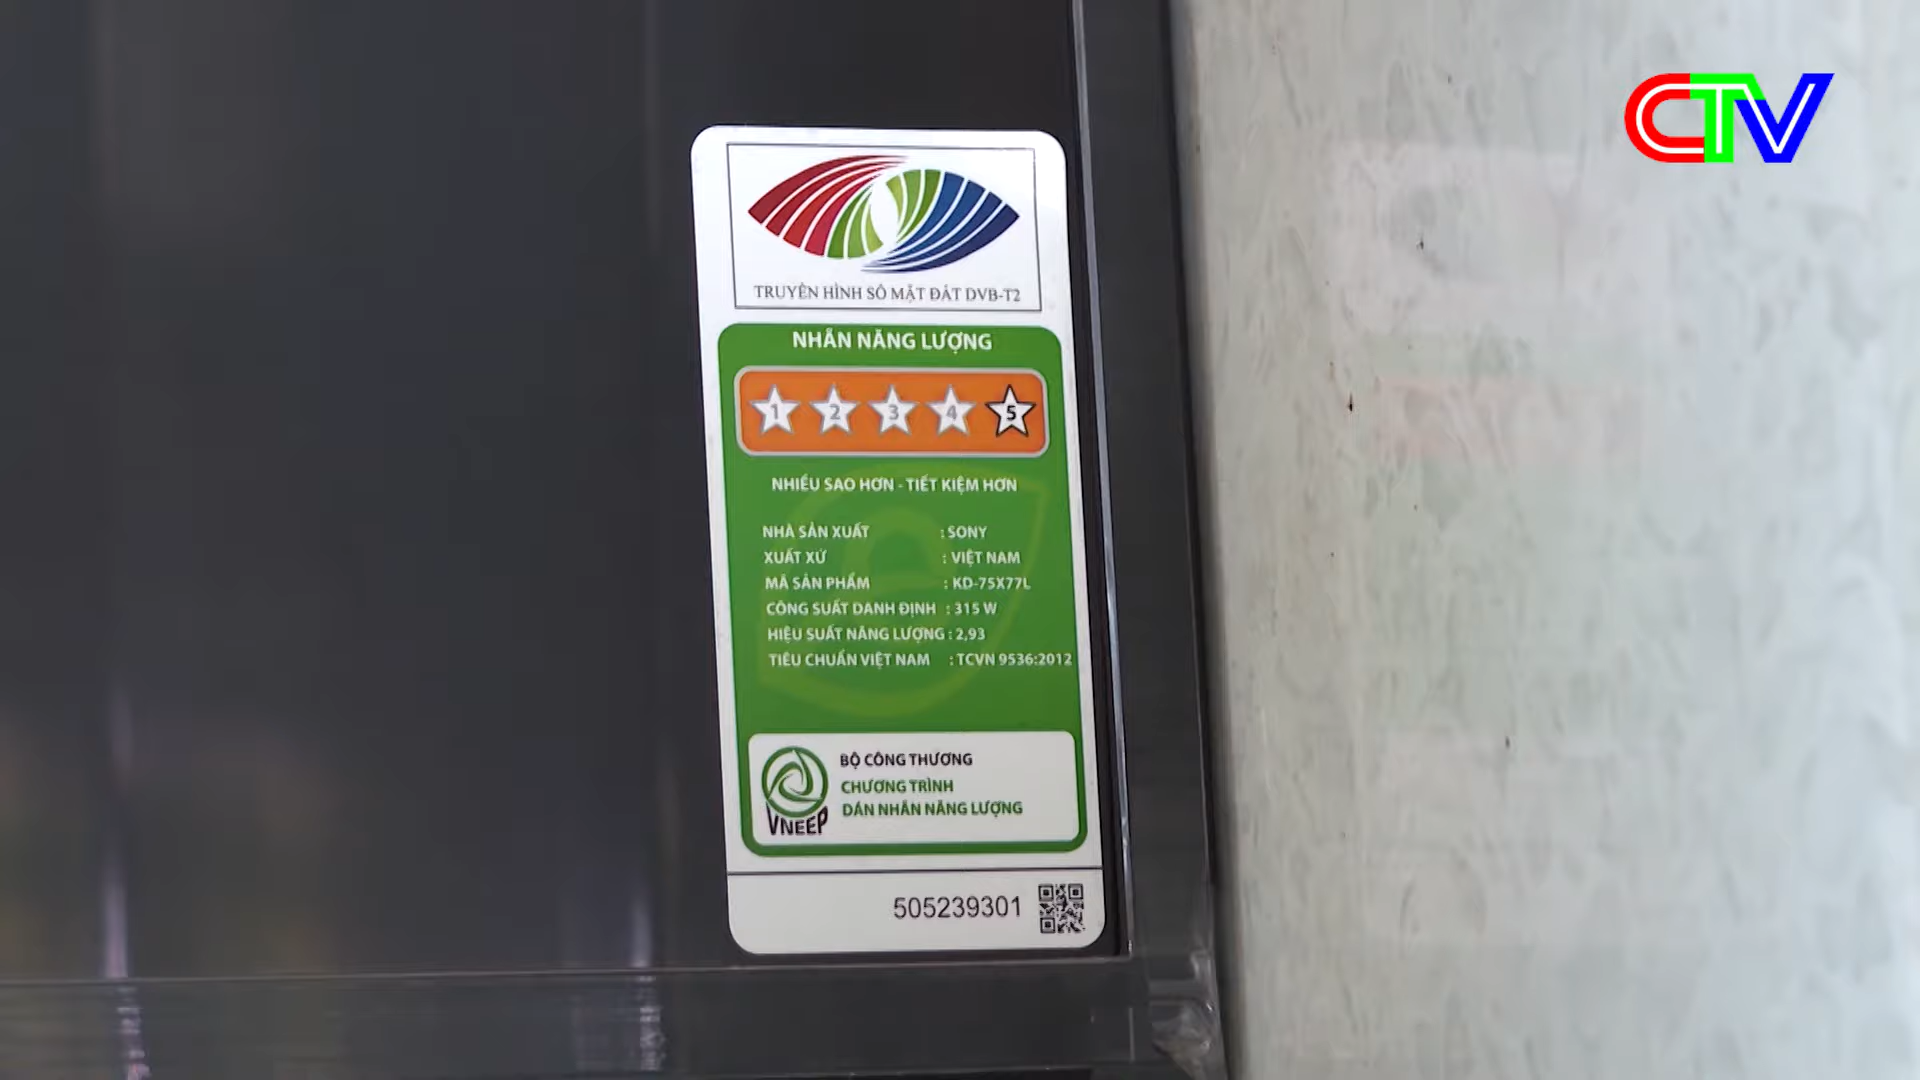 CTV
TRUYỀN HÌNH SỐ MẶT ĐẤT DVB-T2
NHÃN NĂNG LƯỢNG
1 2 3 4 5
NHIỀU SAO HƠN - TIẾT KIỆM HƠN
NHÀ SẢN XUẤT : SONY
XUẤT XỨ : VIỆT NAM
MÃ SẢN PHẨM : KD-75X77L
CÔNG SUẤT DANH ĐỊNH : 315 W
HIỆU SUẤT NĂNG LƯỢNG : 2,93
TIÊU CHUẨN VIỆT NAM : TCVN 9536:2012
BỘ CÔNG THƯƠNG
CHƯƠNG TRÌNH
DÁN NHÃN NĂNG LƯỢNG
VNEEP
505239301